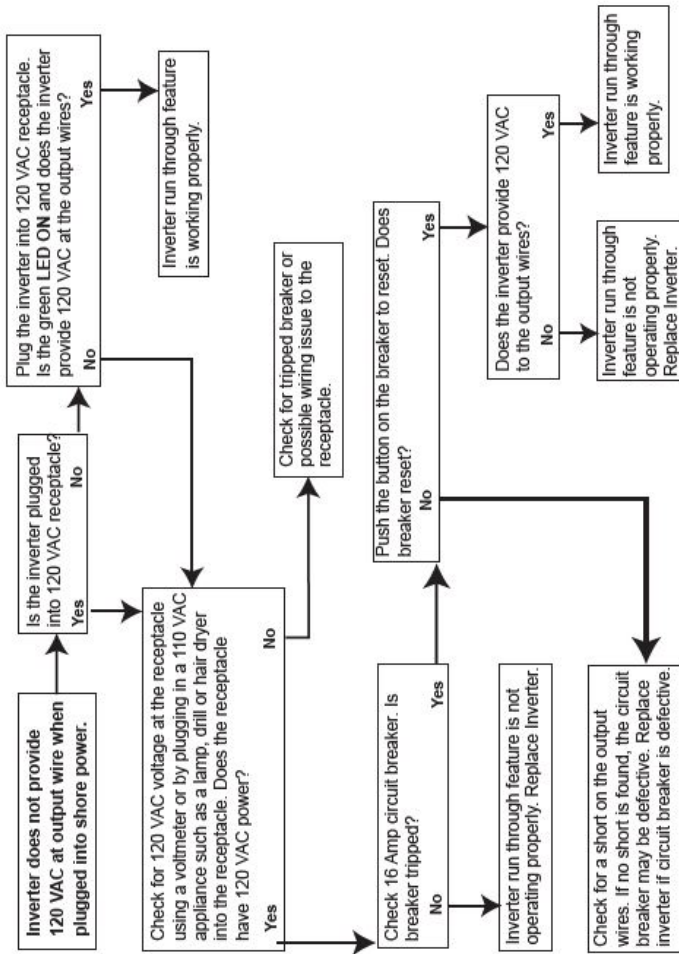 Inverter does not provide
120 VAC at output wire when
plugged into shore power.
Is the inverter plugged
into 120 VAC receptacle?
Yes
No
Plug the inverter into 120 VAC receptacle.
Is the green LED ON and does the inverter
provide 120 VAC at the output wires?
No
Yes
Inverter run through feature
is working properly.
Check for 120 VAC voltage at the receptacle
using a voltmeter or by plugging in a 110 VAC
appliance such as a lamp, drill or hair dryer
into the receptacle. Does the receptacle
have 120 VAC power?
Yes
No
Check for tripped breaker or
possible wiring issue to the
receptacle.
Check 16 Amp circuit breaker. Is
breaker tripped?
No
Yes
Inverter run through feature is not
operating properly. Replace Inverter.
Push the button on the breaker to reset. Does
breaker reset?
No
Yes
Does the inverter provide 120 VAC
to the output wires?
No
Yes
Inverter run through
feature is not
operating properly.
Replace Inverter.
Inverter run through
feature is working
properly.
Check for a short on the output
wires. If no short is found, the circuit
breaker may be defective. Replace
inverter if circuit breaker is defective.